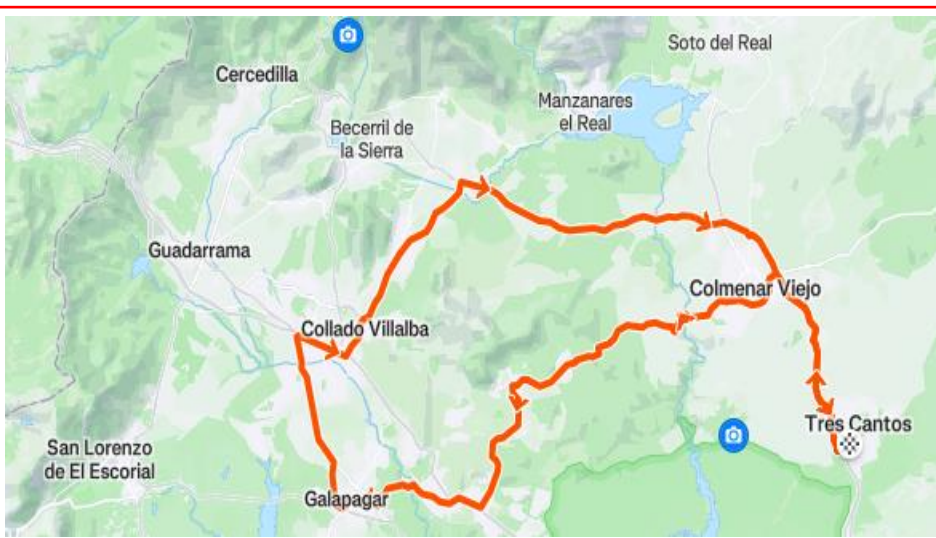 Soto del Real
Cercedilla
Manzanares
el Real
Becerril de
la Sierra
Guadarrama
Colmenar Viejo
Collado Villalba
Tres Cantos
San Lorenzo
de El Escorial
Galapagar